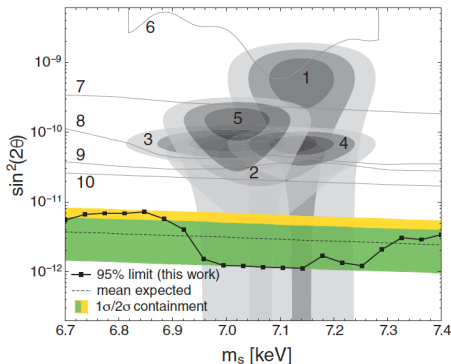 6
10⁻⁹
1
7
5
10⁻¹⁰
8
3
4
9
2
10
10⁻¹¹
sin²(2θ)
10⁻¹²
95% limit (this work)
mean expected
1σ/2σ containment
6.7 6.8 6.9 7.0 7.1 7.2 7.3 7.4
mₛ [keV]